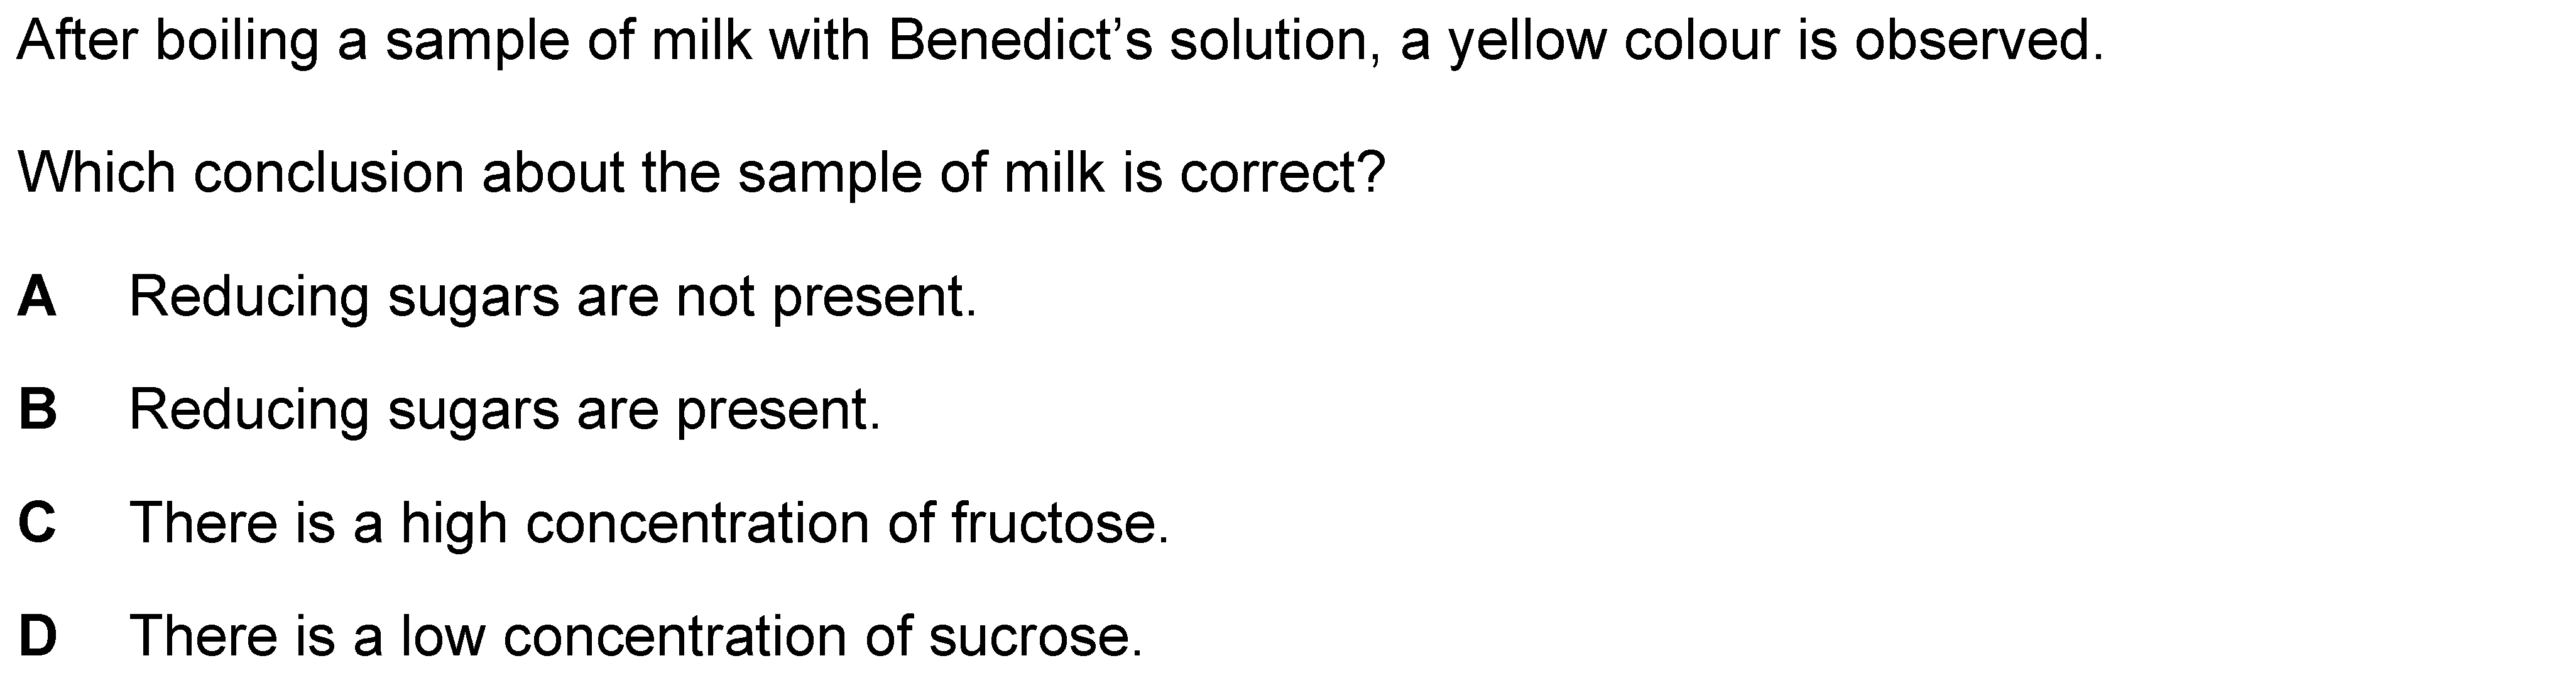 After boiling a sample of milk with Benedict’s solution, a yellow colour is observed.
Which conclusion about the sample of milk is correct?
A Reducing sugars are not present.
B Reducing sugars are present.
C There is a high concentration of fructose.
D There is a low concentration of sucrose.